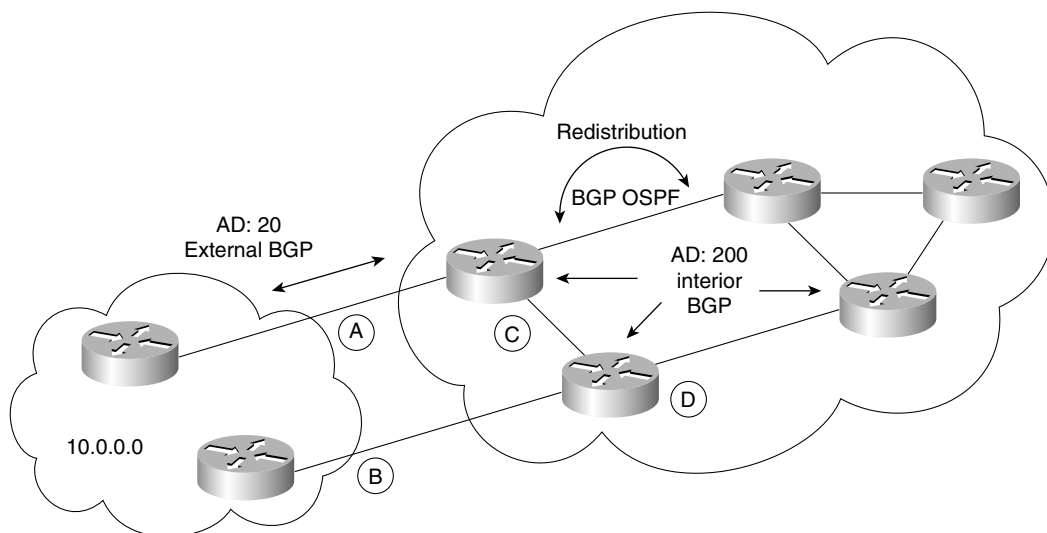 Redistribution
BGP OSPF
AD: 20
External BGP
AD: 200
interior
BGP
A
C
D
10.0.0.0
B